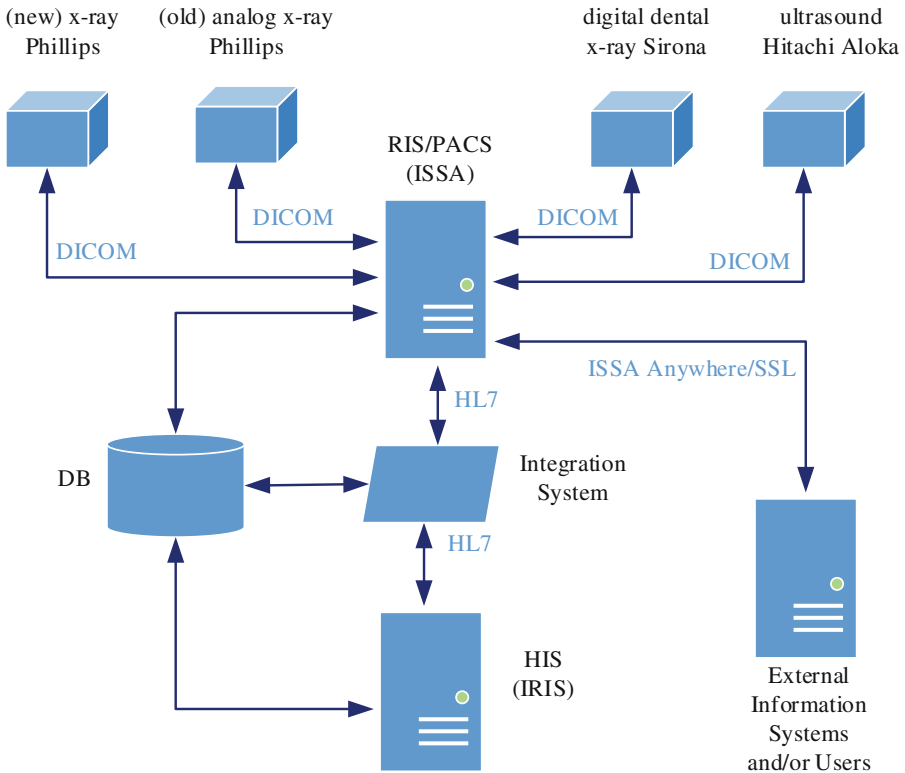 (new) x-ray
Phillips
(old) analog x-ray
Phillips
digital dental
x-ray Sirona
ultrasound
Hitachi Aloka
RIS/PACS
(ISSA)
DICOM
DICOM
DICOM
DICOM
ISSA Anywhere/SSL
HL7
DB
Integration
System
HL7
HIS
(IRIS)
External
Information
Systems
and/or Users